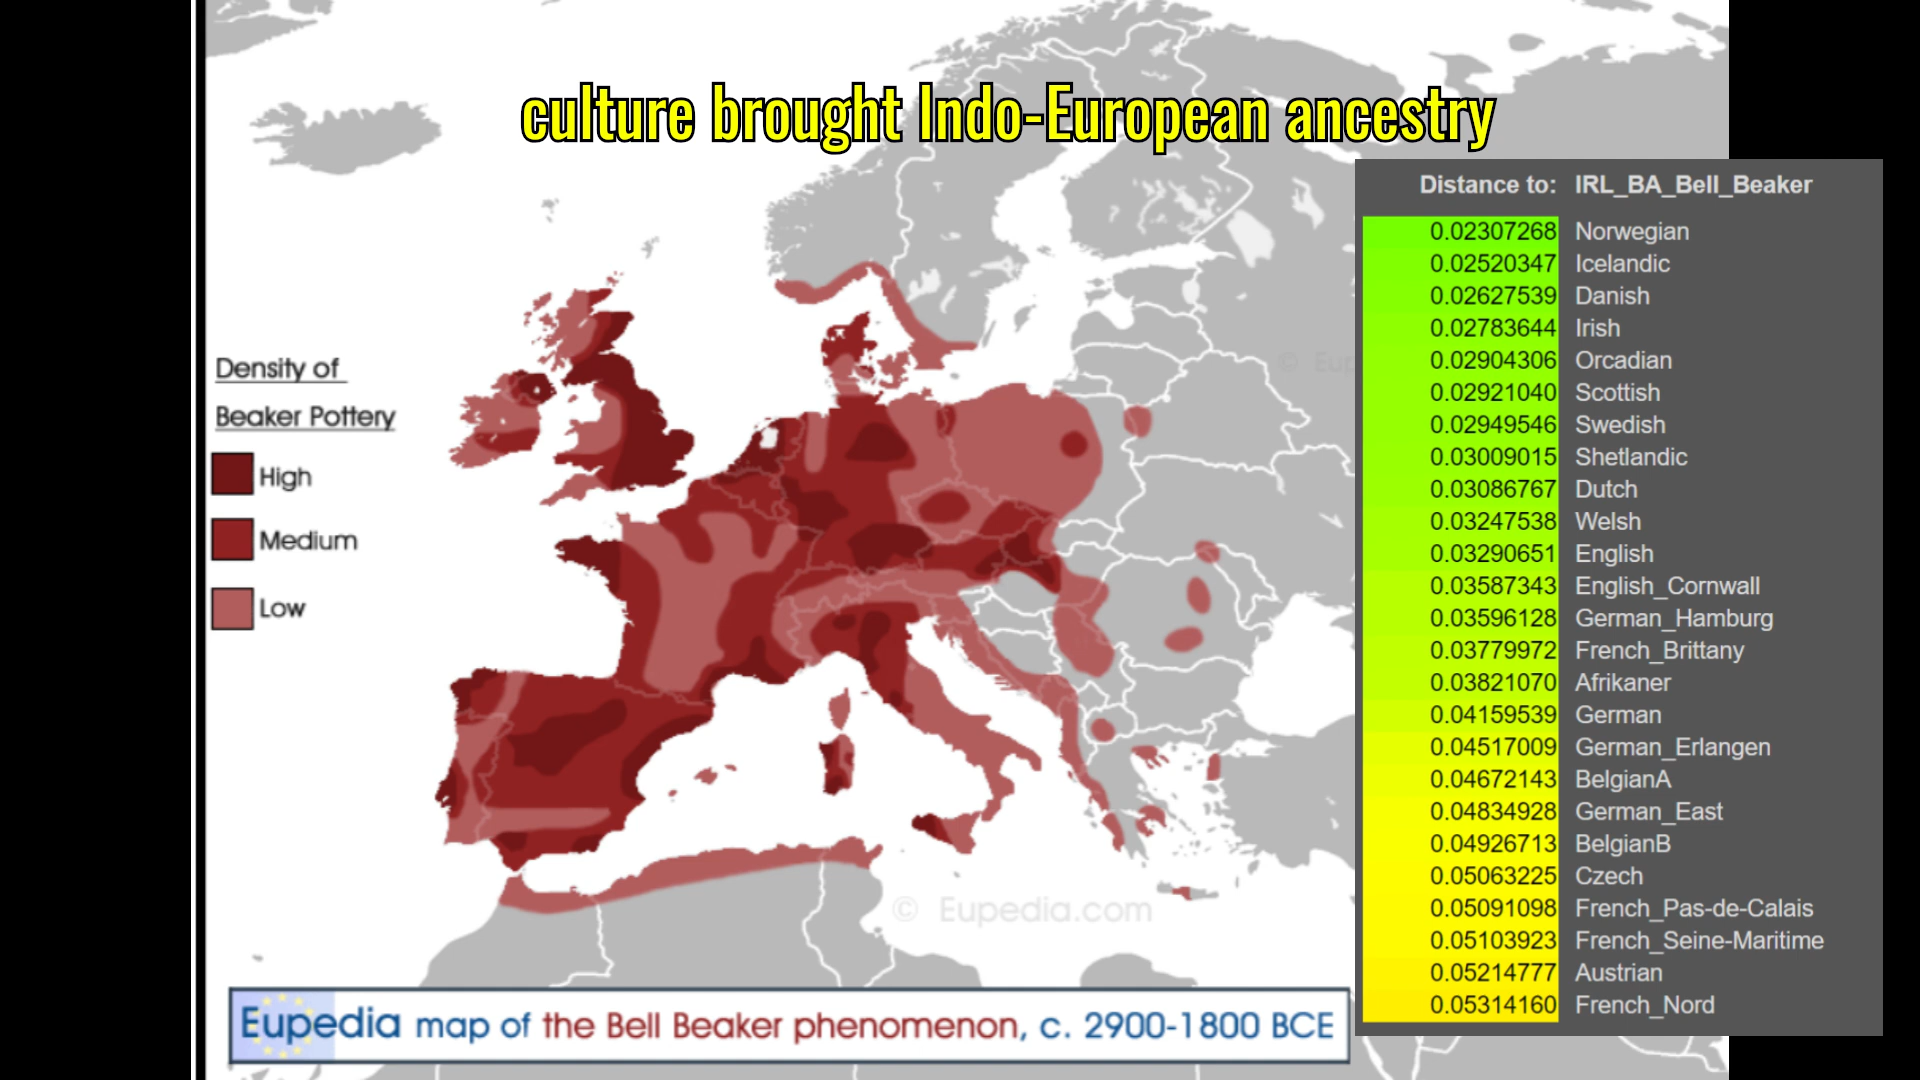 culture brought Indo-European ancestry
Distance to: IRL_BA_Bell_Beaker
0.02307268 Norwegian
0.02520347 Icelandic
0.02627539 Danish
0.02783644 Irish
0.02904306 Orcadian
0.02921040 Scottish
0.02949546 Swedish
0.03009015 Shetlandic
0.03086767 Dutch
0.03247538 Welsh
0.03290651 English
0.03587343 English_Cornwall
0.03596128 German_Hamburg
0.03779972 French_Brittany
0.03821070 Afrikaner
0.04159539 German
0.04517009 German_Erlangen
0.04672143 BelgianA
0.04834928 German_East
0.04926713 BelgianB
0.05063225 Czech
0.05091098 French_Pas-de-Calais
0.05103923 French_Seine-Maritime
0.05214777 Austrian
0.05314160 French_Nord
Density of
Beaker Pottery
High
Medium
Low
© Eup
© Eupedia.com
Eupedia map of the Bell Beaker phenomenon, c. 2900-1800 BCE